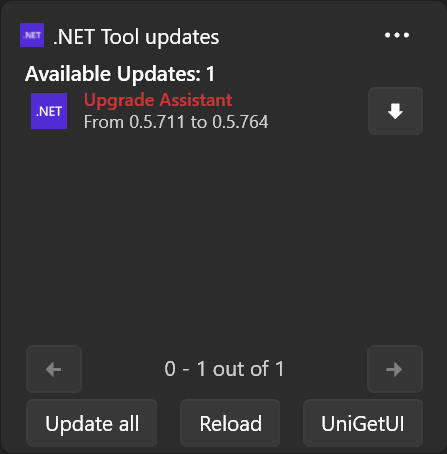 .NET .NET Tool updates
Available Updates: 1
.NET Upgrade Assistant
From 0.5.711 to 0.5.764
0 - 1 out of 1
Update all Reload UniGetUI